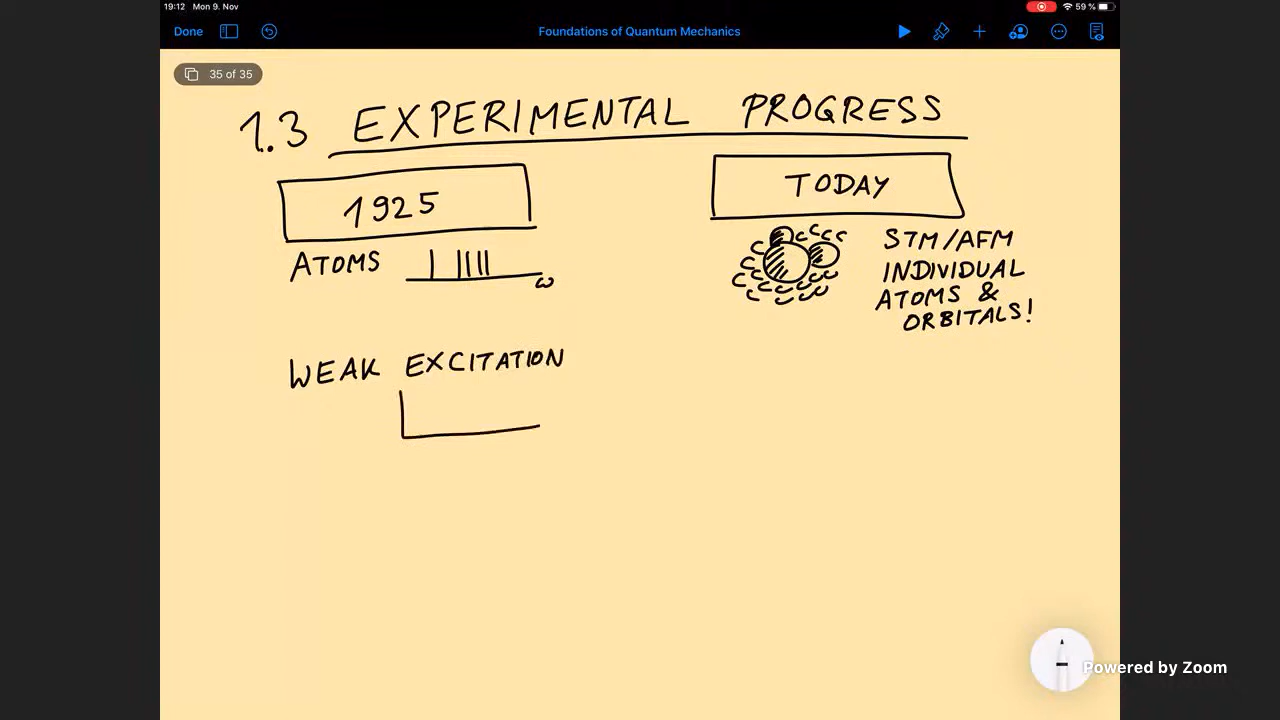 19:12 Mon 9. Nov
59 %
Done
Foundations of Quantum Mechanics
35 of 35
1.3 EXPERIMENTAL PROGRESS
1925
TODAY
ATOMS
ω
STM/AFM
INDIVIDUAL
ATOMS &
ORBITALS!
WEAK EXCITATION
Powered by Zoom